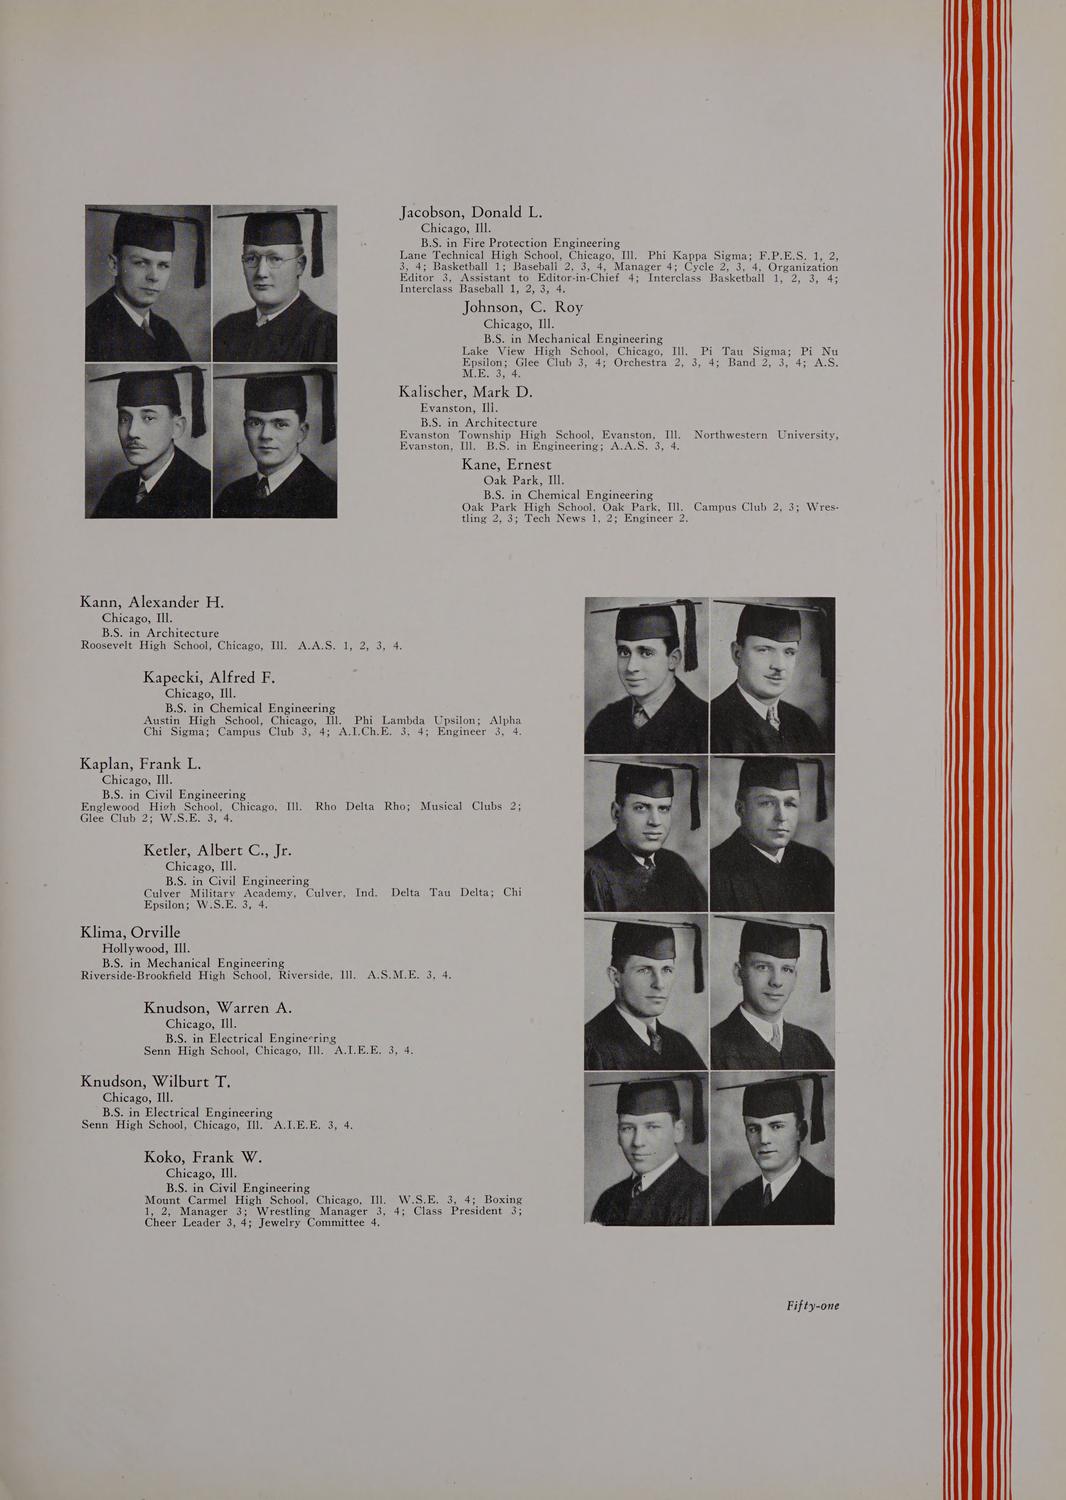 Jacobson, Donald L.
Chicago, Ill.
B.S. in Fire Protection Engineering
Lane Technical High School, Chicago, Ill. Phi Kappa Sigma; F.P.E.S. 1, 2,
3, 4; Basketball 1; Baseball 2, 3, 4, Manager 4; Cycle 2, 3, 4, Organization
Editor 3, Assistant to Editor-in-Chief 4; Interclass Basketball 1, 2, 3, 4;
Interclass Baseball 1, 2, 3, 4.
Johnson, C. Roy
Chicago, Ill.
B.S. in Mechanical Engineering
Lake View High School, Chicago, Ill. Pi Tau Sigma; Pi Nu
Epsilon; Glee Club 3, 4; Orchestra 2, 3, 4; Band 2, 3, 4; A.S.
M.E. 3, 4.
Kalischer, Mark D.
Evanston, Ill.
B.S. in Architecture
Evanston Township High School, Evanston, Ill. Northwestern University,
Evanston, Ill. B.S. in Engineering; A.A.S. 3, 4.
Kane, Ernest
Oak Park, Ill.
B.S. in Chemical Engineering
Oak Park High School, Oak Park, Ill. Campus Club 2, 3; Wres-
tling 2, 3; Tech News 1, 2; Engineer 2.
Kann, Alexander H.
Chicago, Ill.
B.S. in Architecture
Roosevelt High School, Chicago, Ill. A.A.S. 1, 2, 3, 4.
Kapecki, Alfred F.
Chicago, Ill.
B.S. in Chemical Engineering
Austin High School, Chicago, Ill. Phi Lambda Upsilon; Alpha
Chi Sigma; Campus Club 3, 4; A.I.Ch.E. 3, 4; Engineer 3, 4.
Kaplan, Frank L.
Chicago, Ill.
B.S. in Civil Engineering
Englewood High School, Chicago, Ill. Rho Delta Rho; Musical Clubs 2;
Glee Club 2; W.S.E. 3, 4.
Ketler, Albert C., Jr.
Chicago, Ill.
B.S. in Civil Engineering
Culver Military Academy, Culver, Ind. Delta Tau Delta; Chi
Epsilon; W.S.E. 3, 4.
Klima, Orville
Hollywood, Ill.
B.S. in Mechanical Engineering
Riverside-Brookfield High School, Riverside, Ill. A.S.M.E. 3, 4.
Knudson, Warren A.
Chicago, Ill.
B.S. in Electrical Engineering
Senn High School, Chicago, Ill. A.I.E.E. 3, 4.
Knudson, Wilburt T.
Chicago, Ill.
B.S. in Electrical Engineering
Senn High School, Chicago, Ill. A.I.E.E. 3, 4.
Koko, Frank W.
Chicago, Ill.
B.S. in Civil Engineering
Mount Carmel High School, Chicago, Ill. W.S.E. 3, 4; Boxing
1, 2, Manager 3; Wrestling Manager 3, 4; Class President 3;
Cheer Leader 3, 4; Jewelry Committee 4.
Fifty-one